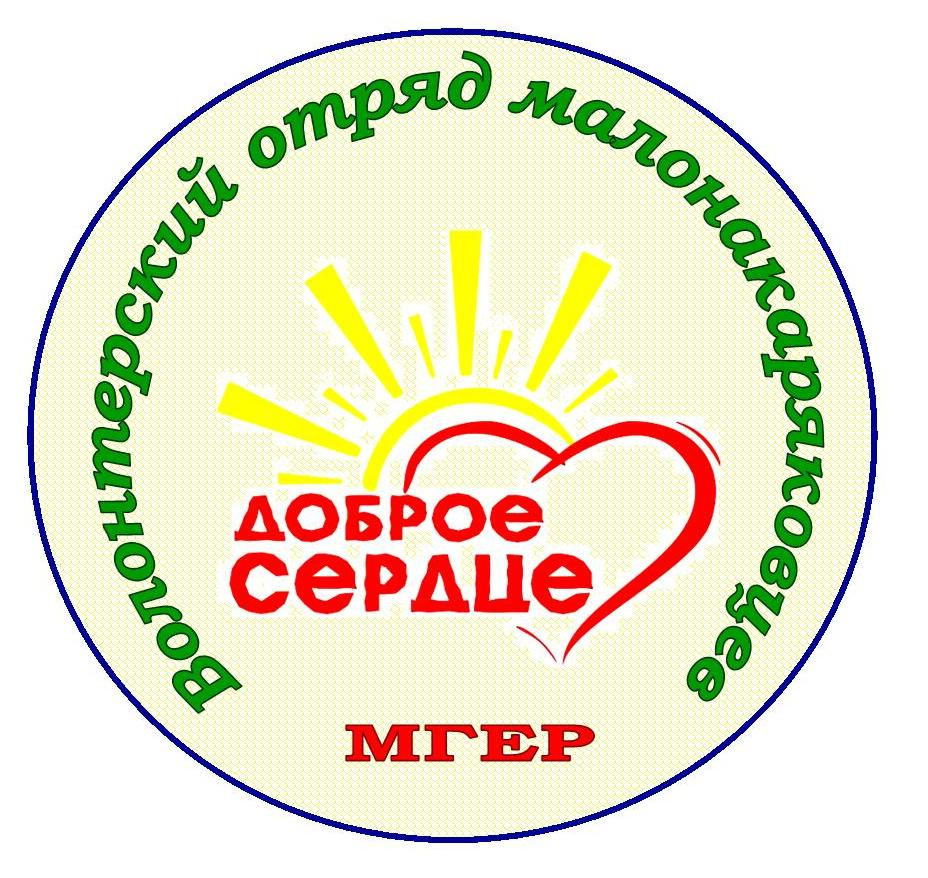 Волонтерский отряд малонакаряковцев
ДОБРОЕ
СЕРДЦЕ
МГЕР